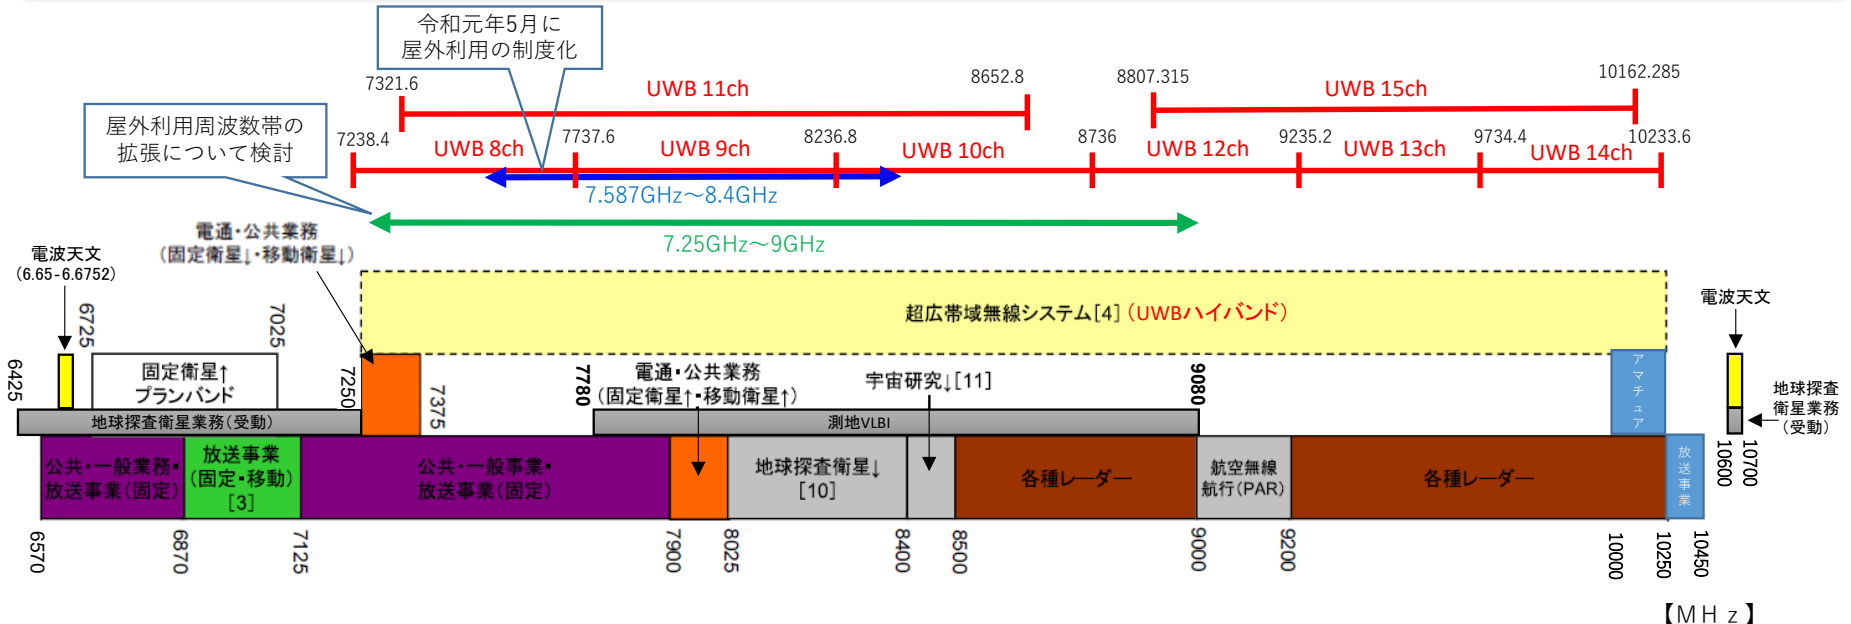 令和元年5月に
屋外利用の制度化
7321.6
UWB 11ch
8652.8
8807.315
UWB 15ch
10162.285
屋外利用周波数帯の
拡張について検討
7238.4
UWB 8ch
7737.6
UWB 9ch
8236.8
UWB 10ch
8736
UWB 12ch
9235.2
UWB 13ch
9734.4
UWB 14ch
10233.6
7.587GHz～8.4GHz
7.25GHz～9GHz
電通・公共業務
(固定衛星↓・移動衛星↓)
電波天文
(6.65-6.6752)
超広帯域無線システム[4] (UWBハイバンド)
電波天文
6425
6725
7025
固定衛星↑
プランバンド
7250
7375
7780
電通・公共業務
(固定衛星↑・移動衛星↑)
宇宙研究↓[11]
9080
アマチュア
地球探査
衛星業務
(受動)
地球探査衛星業務(受動)
測地VLBI
10600
10700
公共・一般業務・
放送事業(固定)
放送事業
(固定・移動)
[3]
公共・一般事業・
放送事業(固定)
地球探査衛星↓
[10]
各種レーダー
航空無線
航行(PAR)
各種レーダー
放送事業
6570
6870
7125
7900
8025
8400
8500
9000
9200
10000
10250
10450
【MHz】